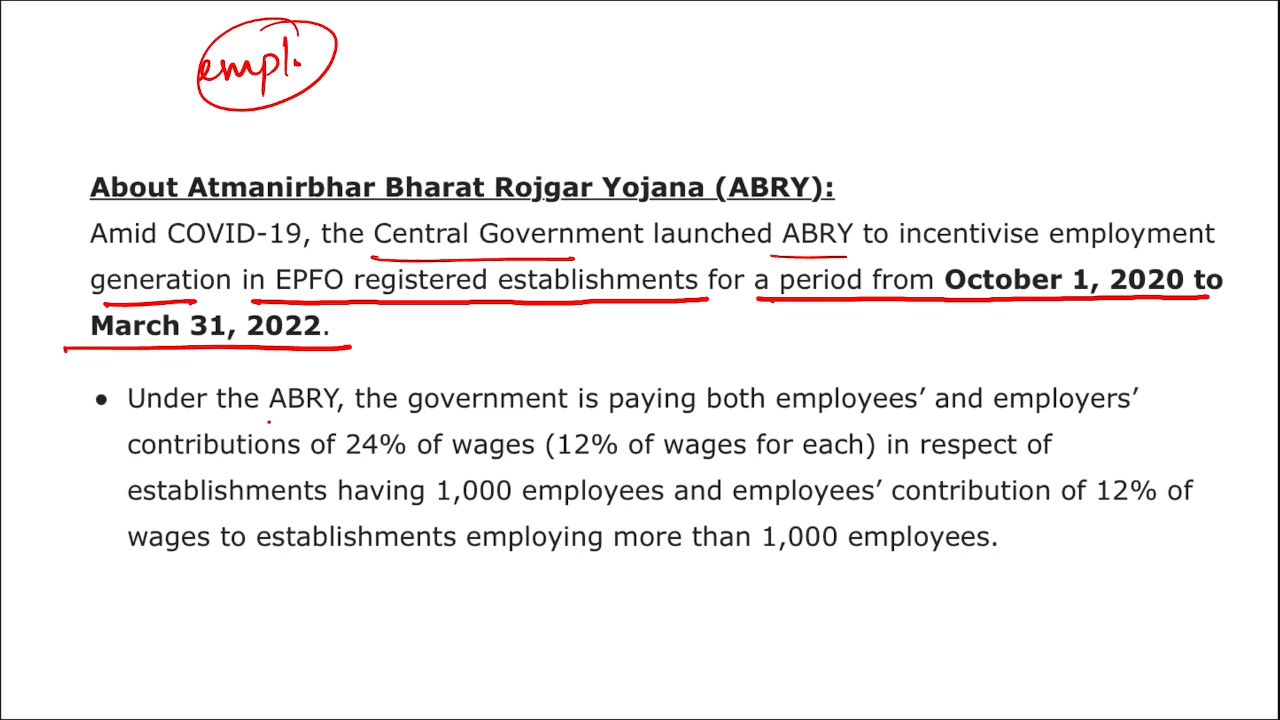 empl.
About Atmanirbhar Bharat Rojgar Yojana (ABRY):
Amid COVID-19, the Central Government launched ABRY to incentivise employment
generation in EPFO registered establishments for a period from October 1, 2020 to
March 31, 2022.
● Under the ABRY, the government is paying both employees’ and employers’
contributions of 24% of wages (12% of wages for each) in respect of
establishments having 1,000 employees and employees’ contribution of 12% of
wages to establishments employing more than 1,000 employees.